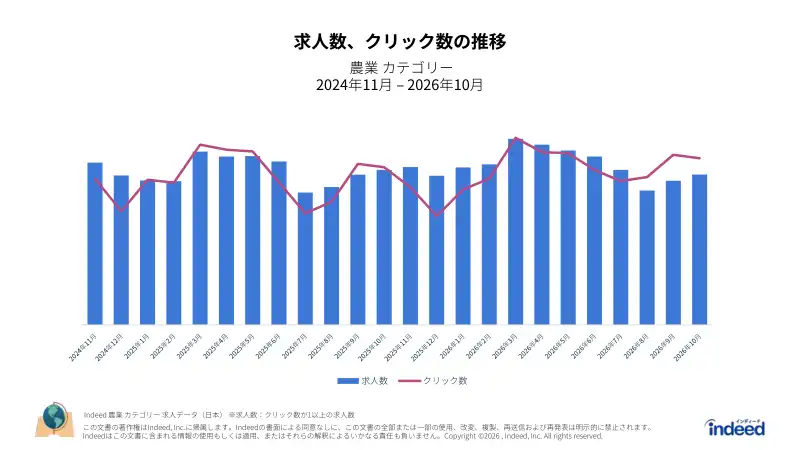 求人数、クリック数の推移
農業 カテゴリー
2024年11月 – 2026年10月
2024年11月
2024年12月
2025年1月
2025年2月
2025年3月
2025年4月
2025年5月
2025年6月
2025年7月
2025年8月
2025年9月
2025年10月
2025年11月
2025年12月
2026年1月
2026年2月
2026年3月
2026年4月
2026年5月
2026年6月
2026年7月
2026年8月
2026年9月
2026年10月
求人数 クリック数
Indeed 農業 カテゴリー 求人データ（日本） ※求人数：クリック数が1以上の求人数
この文書の著作権はIndeed, Inc.に帰属します。Indeedの書面による同意なしに、この文書の全部または一部の使用、改変、複製、再送信および再発表は明示的に禁止されます。
Indeedはこの文書に含まれる情報の使用もしくは適用、またはそれらの解釈によるいかなる責任も負いません。Copyright ©2026 , Indeed, Inc. All rights reserved.
インディード
indeed